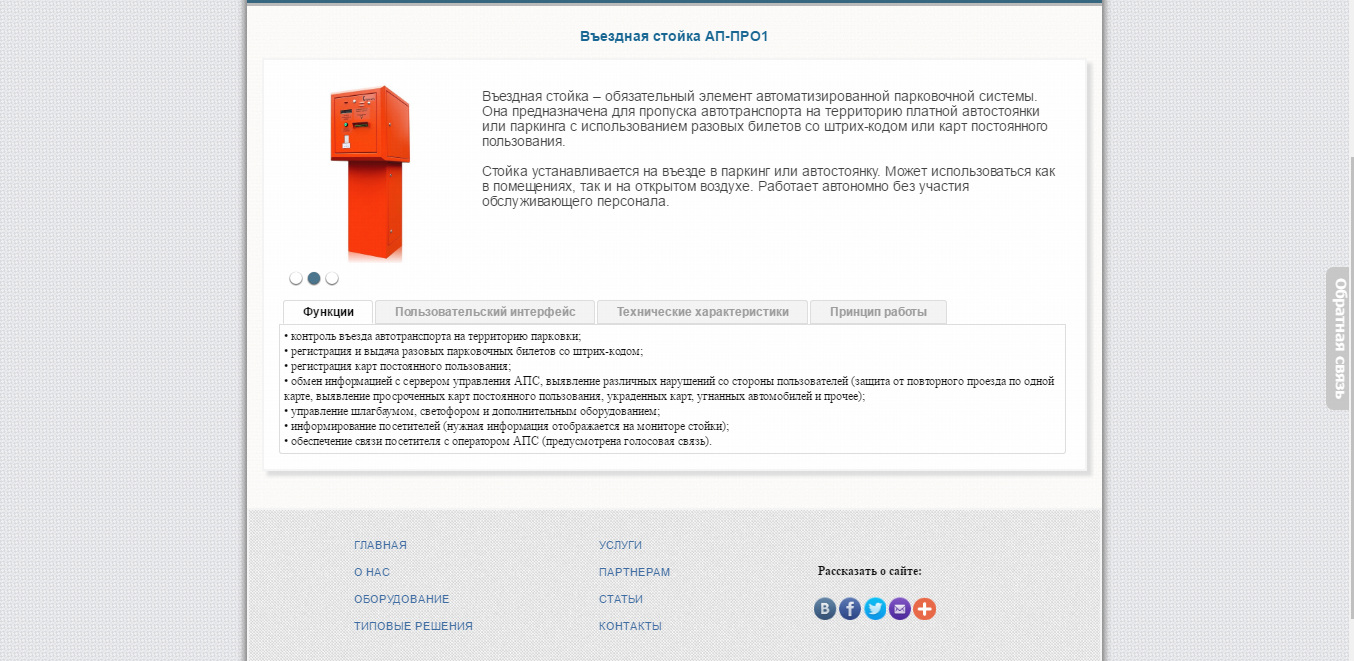 Въездная стойка АП-ПРО1
Въездная стойка – обязательный элемент автоматизированной парковочной системы.
Она предназначена для пропуска автотранспорта на территорию платной автостоянки
или паркинга с использованием разовых билетов со штрих-кодом или карт постоянного
пользования.
Стойка устанавливается на въезде в паркинг или автостоянку. Может использоваться как
в помещениях, так и на открытом воздухе. Работает автономно без участия
обслуживающего персонала.
Функции
Пользовательский интерфейс
Технические характеристики
Принцип работы
• контроль въезда автотранспорта на территорию парковки;
• регистрация и выдача разовых парковочных билетов со штрих-кодом;
• регистрация карт постоянного пользования;
• обмен информацией с сервером управления АПС, выявление различных нарушений со стороны пользователей (защита от повторного проезда по одной
карте, выявление просроченных карт постоянного пользования, украденных карт, угнанных автомобилей и прочее);
• управление шлагбаумом, светофором и дополнительным оборудованием;
• информирование посетителей (нужная информация отображается на мониторе стойки);
• обеспечение связи посетителя с оператором АПС (предусмотрена голосовая связь).
Обратная связь
ГЛАВНАЯ
О НАС
ОБОРУДОВАНИЕ
ТИПОВЫЕ РЕШЕНИЯ
УСЛУГИ
ПАРТНЕРАМ
СТАТЬИ
КОНТАКТЫ
Рассказать о сайте: